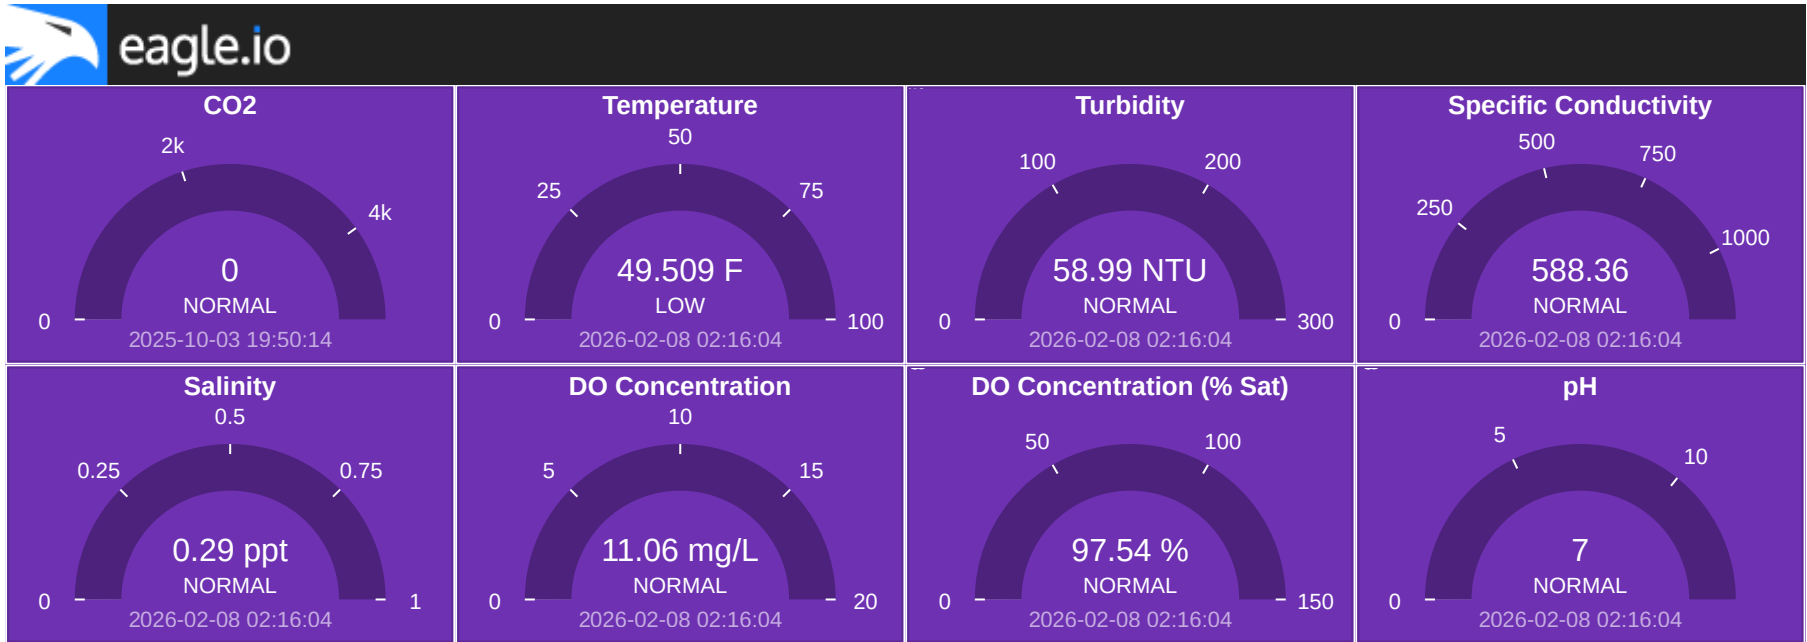 eagle.io
CO2
2k
4k
0
0
NORMAL
2025-10-03 19:50:14
Temperature
50
25
75
49.509 F
LOW
0
100
2026-02-08 02:16:04
Turbidity
100
200
58.99 NTU
NORMAL
0
300
2026-02-08 02:16:04
Specific Conductivity
500
750
250
1000
588.36
NORMAL
0
2026-02-08 02:16:04
Salinity
0.5
0.25
0.75
0.29 ppt
NORMAL
0
1
2026-02-08 02:16:04
DO Concentration
10
5
15
11.06 mg/L
NORMAL
0
20
2026-02-08 02:16:04
DO Concentration (% Sat)
50
100
97.54 %
NORMAL
0
150
2026-02-08 02:16:04
pH
5
10
7
NORMAL
0
2026-02-08 02:16:04